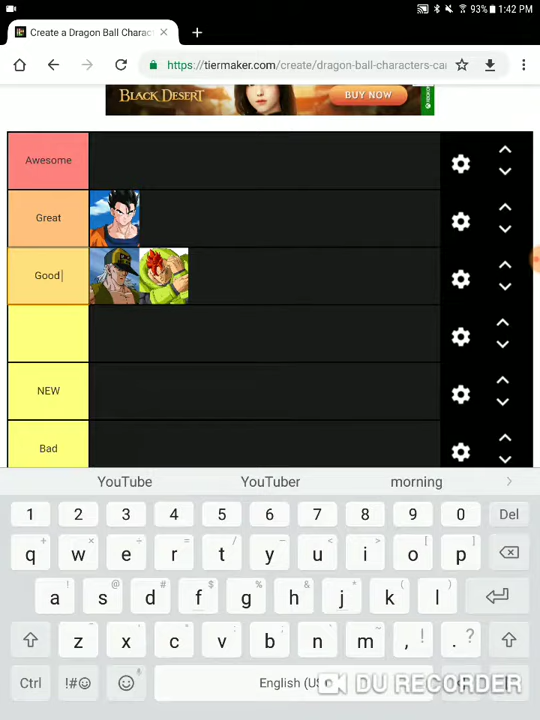 93% 1:42 PM
Create a Dragon Ball Charac
https://tiermaker.com/create/dragon-ball-characters-ca
BLACK DESERT
BUY NOW
Awesome
Great
Good
NEW
Bad
YouTube YouTuber morning
1 2 3 4 5 6 7 8 9 0 Del
q w e r t y u i o p
a s d f g h j k l
z x c v b n m , ! . ?
Ctrl !#☺ English (US)
DU RECORDER